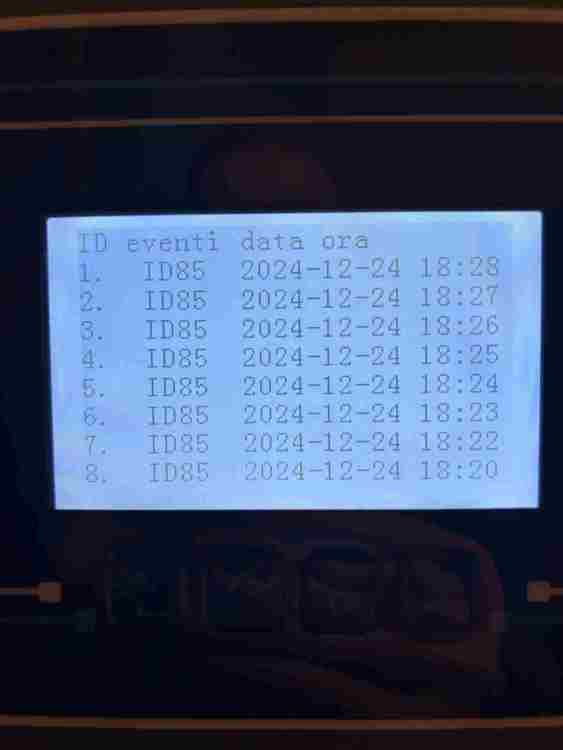 ID eventi data ora
1. ID85 2024-12-24 18:28
2. ID85 2024-12-24 18:27
3. ID85 2024-12-24 18:26
4. ID85 2024-12-24 18:25
5. ID85 2024-12-24 18:24
6. ID85 2024-12-24 18:23
7. ID85 2024-12-24 18:22
8. ID85 2024-12-24 18:20